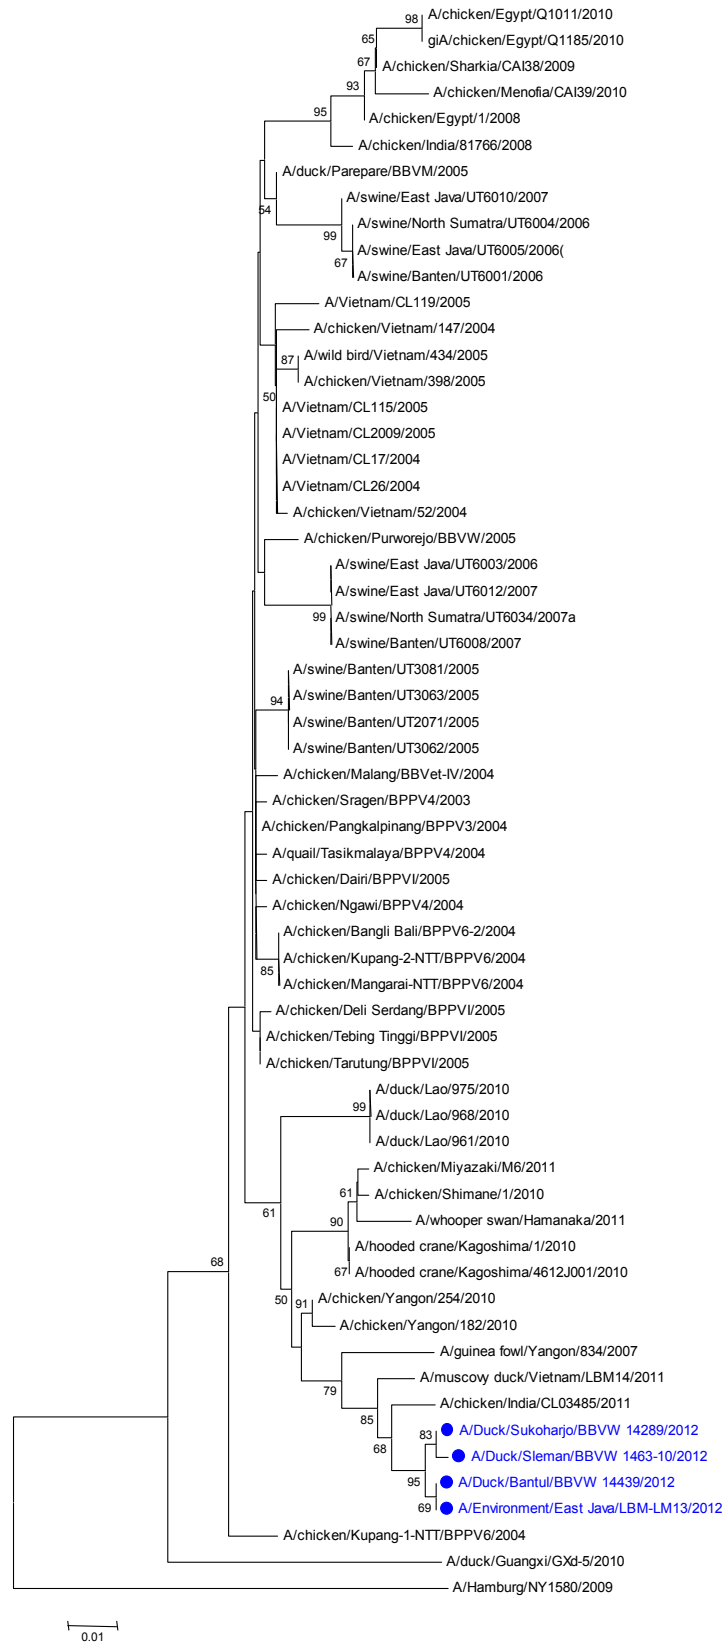 A/chicken/Egypt/Q1011/2010
98
giA/chicken/Egypt/Q1185/2010
65
A/chicken/Sharkia/CAI38/2009
67
A/chicken/Menofia/CAI39/2010
93
95
A/chicken/Egypt/1/2008
A/chicken/India/81766/2008
A/duck/Parepare/BBVM/2005
A/swine/East Java/UT6010/2007
54
A/swine/North Sumatra/UT6004/2006
99
A/swine/East Java/UT6005/2006(
67
A/swine/Banten/UT6001/2006
A/Vietnam/CL119/2005
A/chicken/Vietnam/147/2004
A/wild bird/Vietnam/434/2005
87
A/chicken/Vietnam/398/2005
50
A/Vietnam/CL115/2005
A/Vietnam/CL2009/2005
A/Vietnam/CL17/2004
A/Vietnam/CL26/2004
A/chicken/Vietnam/52/2004
A/chicken/Purworejo/BBVW/2005
A/swine/East Java/UT6003/2006
A/swine/East Java/UT6012/2007
A/swine/North Sumatra/UT6034/2007a
99
A/swine/Banten/UT6008/2007
A/swine/Banten/UT3081/2005
A/swine/Banten/UT3063/2005
94
A/swine/Banten/UT2071/2005
A/swine/Banten/UT3062/2005
A/chicken/Malang/BBVet-IV/2004
A/chicken/Sragen/BPPV4/2003
A/chicken/Pangkalpinang/BPPV3/2004
A/quail/Tasikmalaya/BPPV4/2004
A/chicken/Dairi/BPPVI/2005
A/chicken/Ngawi/BPPV4/2004
A/chicken/Bangli Bali/BPPV6-2/2004
A/chicken/Kupang-2-NTT/BPPV6/2004
85
A/chicken/Mangarai-NTT/BPPV6/2004
A/chicken/Deli Serdang/BPPVI/2005
A/chicken/Tebing Tinggi/BPPVI/2005
A/chicken/Tarutung/BPPVI/2005
A/duck/Lao/975/2010
99
A/duck/Lao/968/2010
A/duck/Lao/961/2010
A/chicken/Miyazaki/M6/2011
61
A/chicken/Shimane/1/2010
61
90
A/whooper swan/Hamanaka/2011
A/hooded crane/Kagoshima/1/2010
68
67
A/hooded crane/Kagoshima/4612J001/2010
50
91
A/chicken/Yangon/254/2010
A/chicken/Yangon/182/2010
A/guinea fowl/Yangon/834/2007
79
A/muscovy duck/Vietnam/LBM14/2011
85
A/chicken/India/CL03485/2011
68
83
A/Duck/Sukoharjo/BBVW 14289/2012
A/Duck/Sleman/BBVW 1463-10/2012
95
A/Duck/Bantul/BBVW 14439/2012
69
A/Environment/East Java/LBM-LM13/2012
A/chicken/Kupang-1-NTT/BPPV6/2004
A/duck/Guangxi/GXd-5/2010
A/Hamburg/NY1580/2009
0.01